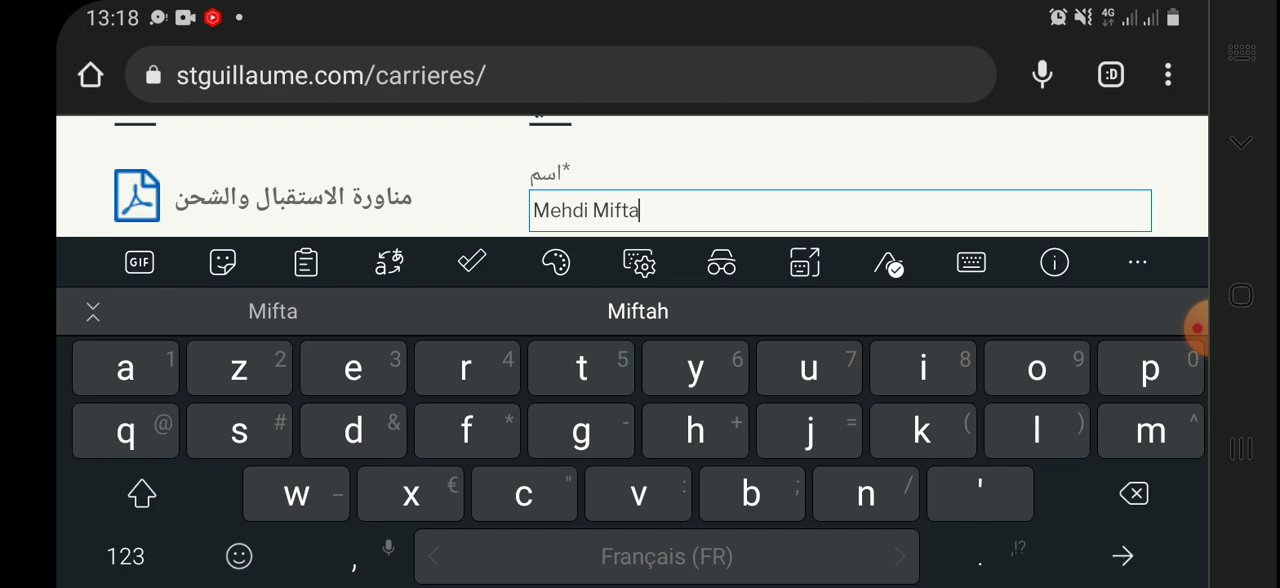 13:18
4G
stguillaume.com/carrieres/
:D
مناورة الاستقبال والشحن
اسم*
Mehdi Mifta
GIF
Mifta
Miftah
a 1 z 2 e 3 r 4 t 5 y 6 u 7 i 8 o 9 p 0
q @ s # d & f * g - h + j = k ( l ) m ^
w _ x € c " v : b ; n / '
123 , Français (FR) . ,!?